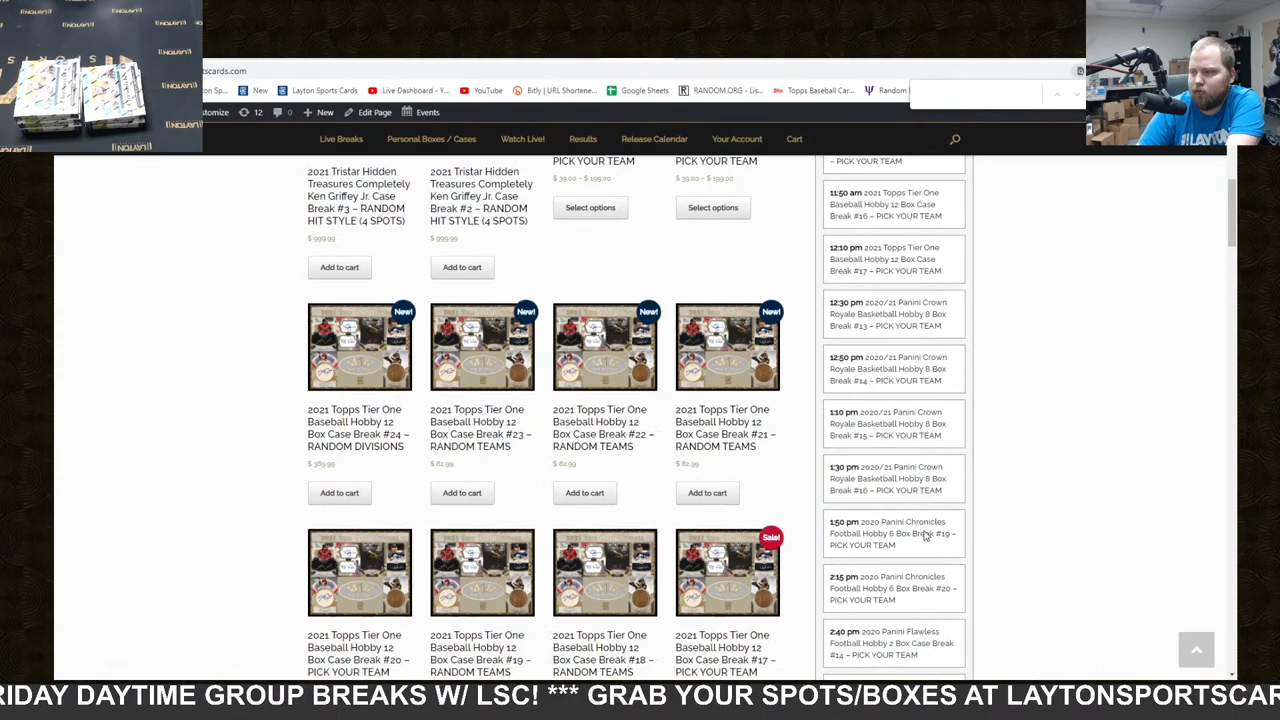 tscards.com
on Sp...
New
Layton Sports Cards
Live Dashboard - Y...
YouTube
Bitly | URL Shortene...
Google Sheets
RANDOM.ORG - Lis...
Topps Baseball Car...
Random
stomize
12
0
New
Edit Page
Events
Live Breaks
Personal Boxes / Cases
Watch Live!
Results
Release Calendar
Your Account
Cart
2021 Tristar Hidden
Treasures Completely
Ken Griffey Jr. Case
Break #3 – RANDOM
HIT STYLE (4 SPOTS)
$ 999.99
Add to cart
2021 Tristar Hidden
Treasures Completely
Ken Griffey Jr. Case
Break #2 – RANDOM
HIT STYLE (4 SPOTS)
$ 999.99
Add to cart
PICK YOUR TEAM
$ 39.00 – $ 199.00
Select options
PICK YOUR TEAM
$ 39.00 – $ 199.00
Select options
New!
2021 Topps Tier One
Baseball Hobby 12
Box Case Break #24 –
RANDOM DIVISIONS
$ 389.99
Add to cart
New!
2021 Topps Tier One
Baseball Hobby 12
Box Case Break #23 –
RANDOM TEAMS
$ 82.99
Add to cart
New!
2021 Topps Tier One
Baseball Hobby 12
Box Case Break #22 –
RANDOM TEAMS
$ 82.99
Add to cart
New!
2021 Topps Tier One
Baseball Hobby 12
Box Case Break #21 –
RANDOM TEAMS
$ 82.99
Add to cart
2021 Topps Tier One
Baseball Hobby 12
Box Case Break #20 –
PICK YOUR TEAM
2021 Topps Tier One
Baseball Hobby 12
Box Case Break #19 –
RANDOM TEAMS
2021 Topps Tier One
Baseball Hobby 12
Box Case Break #18 –
RANDOM TEAMS
Sale!
2021 Topps Tier One
Baseball Hobby 12
Box Case Break #17 –
PICK YOUR TEAM
– PICK YOUR TEAM
11:50 am 2021 Topps Tier One
Baseball Hobby 12 Box Case
Break #16 – PICK YOUR TEAM
12:10 pm 2021 Topps Tier One
Baseball Hobby 12 Box Case
Break #17 – PICK YOUR TEAM
12:30 pm 2020/21 Panini Crown
Royale Basketball Hobby 8 Box
Break #13 – PICK YOUR TEAM
12:50 pm 2020/21 Panini Crown
Royale Basketball Hobby 8 Box
Break #14 – PICK YOUR TEAM
1:10 pm 2020/21 Panini Crown
Royale Basketball Hobby 8 Box
Break #15 – PICK YOUR TEAM
1:30 pm 2020/21 Panini Crown
Royale Basketball Hobby 8 Box
Break #16 – PICK YOUR TEAM
1:50 pm 2020 Panini Chronicles
Football Hobby 6 Box Break #19 –
PICK YOUR TEAM
2:15 pm 2020 Panini Chronicles
Football Hobby 6 Box Break #20 –
PICK YOUR TEAM
2:40 pm 2020 Panini Flawless
Football Hobby 2 Box Case Break
#14 – PICK YOUR TEAM
RIDAY DAYTIME GROUP BREAKS W/ LSC! *** GRAB YOUR SPOTS/BOXES AT LAYTONSPORTSCAR